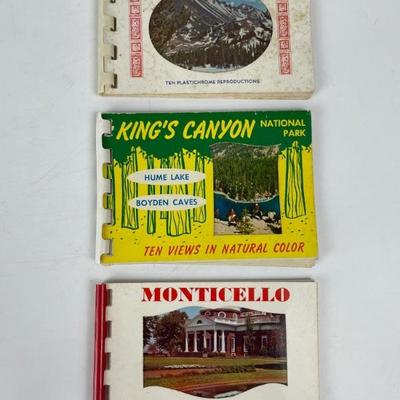 TEN PLASTICHROME REPRODUCTIONS
KING'S CANYON NATIONAL
PARK
HUME LAKE
BOYDEN CAVES
TEN VIEWS IN NATURAL COLOR
MONTICELLO